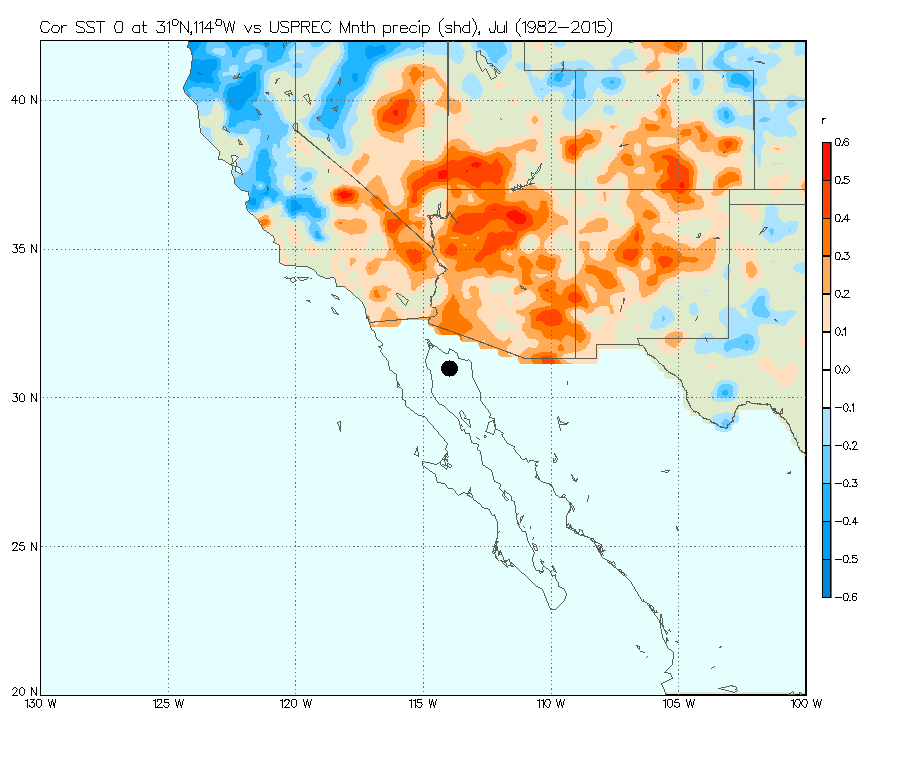 Cor SST 0 at 31°N,114°W vs USPREC Mnth precip (shd), Jul (1982−2015)
r
0.6
0.5
0.4
0.3
0.2
0.1
0.0
−0.1
−0.2
−0.3
−0.4
−0.5
−0.6
40 N
35 N
30 N
25 N
20 N
130 W 125 W 120 W 115 W 110 W 105 W 100 W